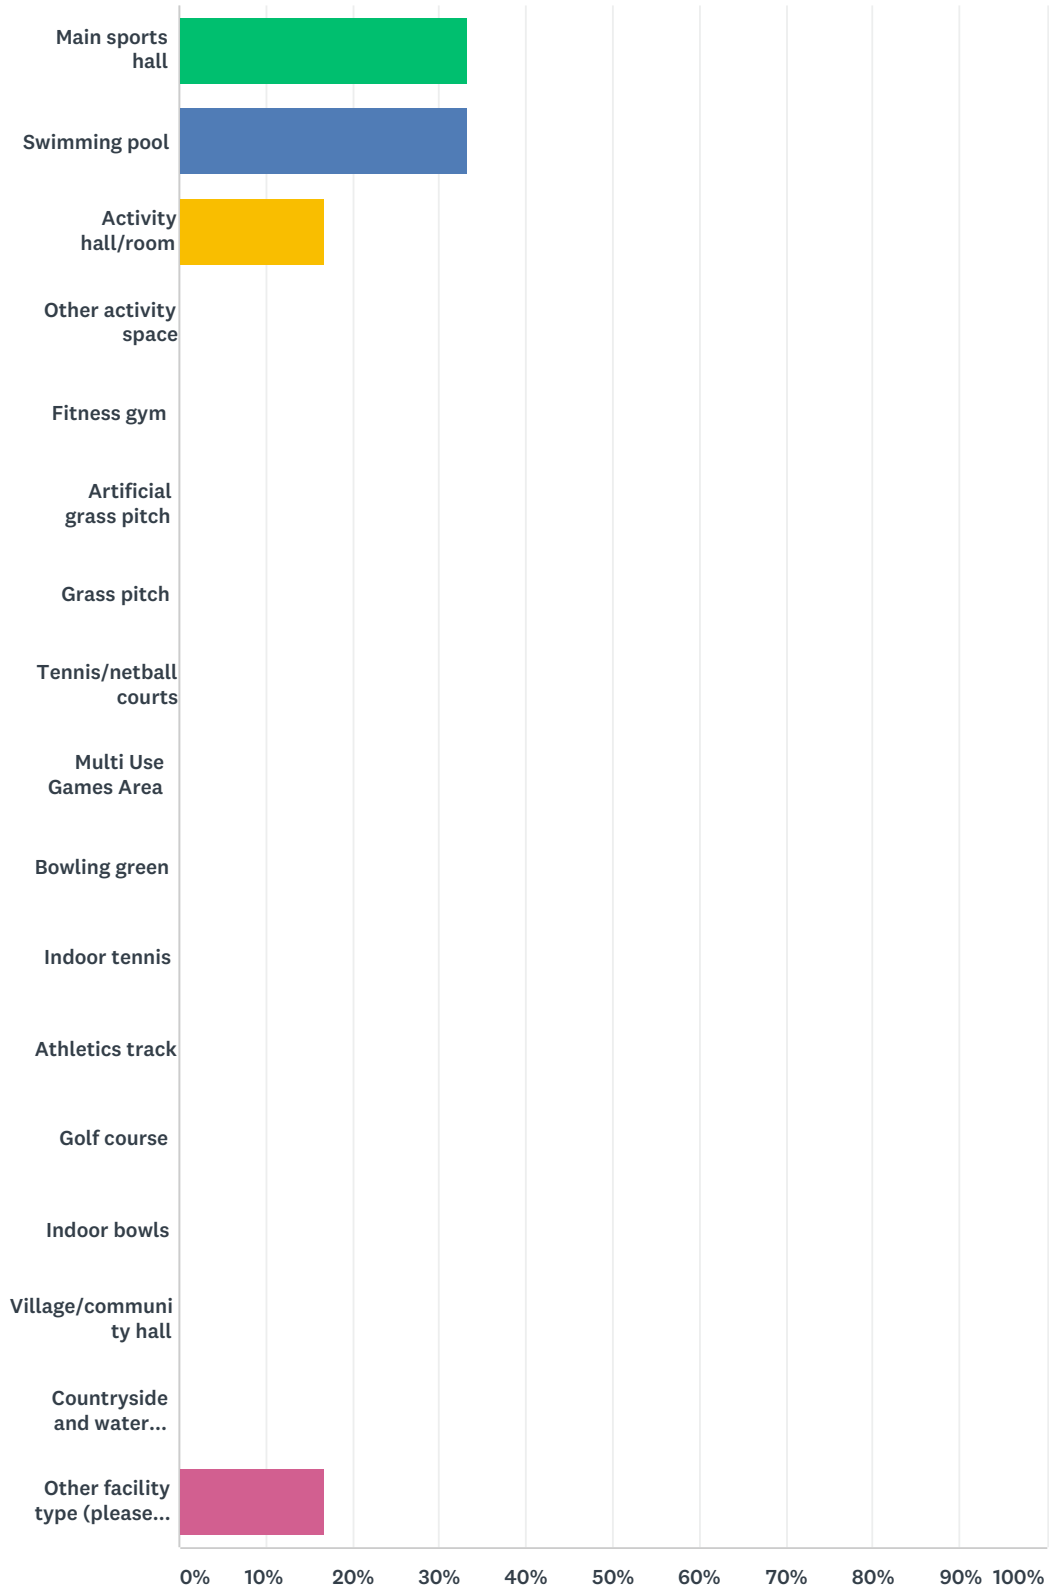 Main sports
hall
Swimming pool
Activity
hall/room
Other activity
space
Fitness gym
Artificial
grass pitch
Grass pitch
Tennis/netball
courts
Multi Use
Games Area
Bowling green
Indoor tennis
Athletics track
Golf course
Indoor bowls
Village/communi
ty hall
Countryside
and water...
Other facility
type (please...
0% 10% 20% 30% 40% 50% 60% 70% 80% 90% 100%